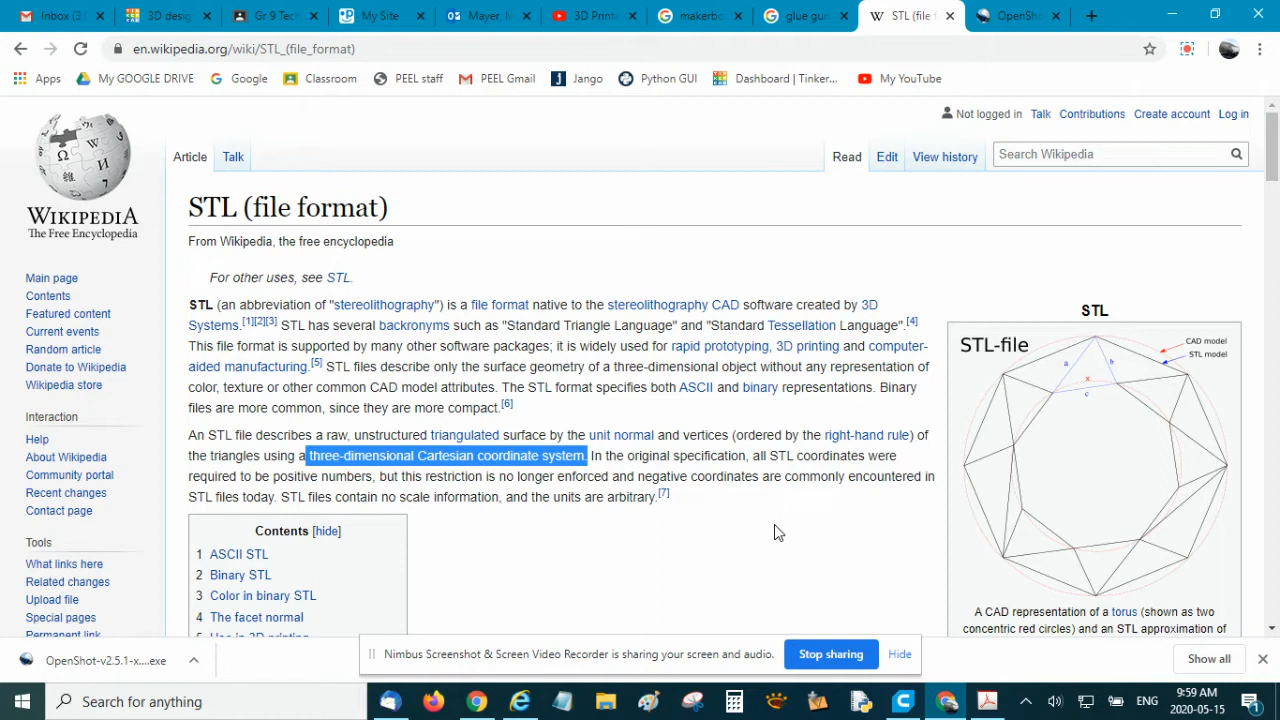 Inbox (3
3D desig
Gr 9 Tech
My Site
Mayer, M
3D Printa
makerbo
glue gun
STL (file f
OpenSho
en.wikipedia.org/wiki/STL_(file_format)
Apps
My GOOGLE DRIVE
Google
Classroom
PEEL staff
PEEL Gmail
Jango
Python GUI
Dashboard | Tinker...
My YouTube
Not logged in Talk Contributions Create account Log in
Article Talk
Read Edit View history
Search Wikipedia
WIKIPEDIA
The Free Encyclopedia
Main page
Contents
Featured content
Current events
Random article
Donate to Wikipedia
Wikipedia store
Interaction
Help
About Wikipedia
Community portal
Recent changes
Contact page
Tools
What links here
Related changes
Upload file
Special pages
Permanent link
STL (file format)
From Wikipedia, the free encyclopedia
For other uses, see STL.
STL (an abbreviation of "stereolithography") is a file format native to the stereolithography CAD software created by 3D
Systems.[1][2][3] STL has several backronyms such as "Standard Triangle Language" and "Standard Tessellation Language".[4]
This file format is supported by many other software packages; it is widely used for rapid prototyping, 3D printing and computer-
aided manufacturing.[5] STL files describe only the surface geometry of a three-dimensional object without any representation of
color, texture or other common CAD model attributes. The STL format specifies both ASCII and binary representations. Binary
files are more common, since they are more compact.[6]
An STL file describes a raw, unstructured triangulated surface by the unit normal and vertices (ordered by the right-hand rule) of
the triangles using a three-dimensional Cartesian coordinate system. In the original specification, all STL coordinates were
required to be positive numbers, but this restriction is no longer enforced and negative coordinates are commonly encountered in
STL files today. STL files contain no scale information, and the units are arbitrary.[7]
Contents [hide]
1 ASCII STL
2 Binary STL
3 Color in binary STL
4 The facet normal
5 Use in 3D printing
STL
STL-file
CAD model
STL model
a
b
x
c
A CAD representation of a torus (shown as two
concentric red circles) and an STL approximation of
OpenShot-v2.5.1-x....exe
Nimbus Screenshot & Screen Video Recorder is sharing your screen and audio.
Stop sharing
Hide
Show all
Search for anything
ENG
9:59 AM
2020-05-15
1